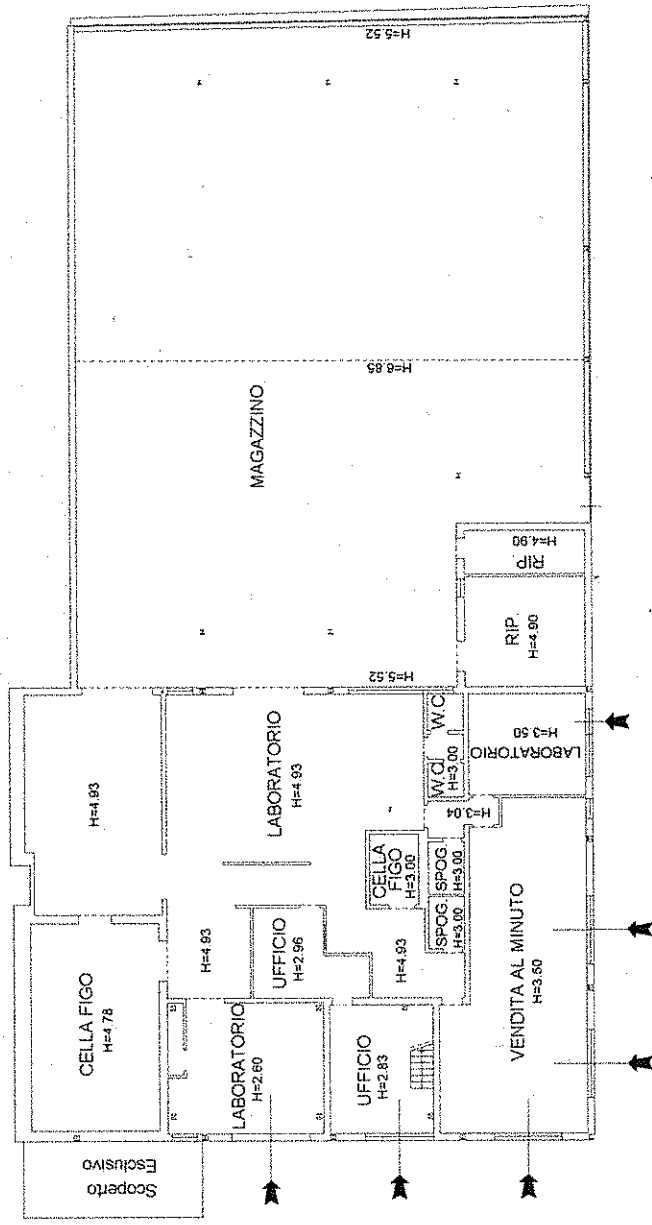 Scoperto
Esclusivo
CELLA FIGO
H=4.78
H=4.93
LABORATORIO
H=2.60
H=4.93
UFFICIO
H=2.96
LABORATORIO
H=4.93
UFFICIO
H=2.83
H=4.93
CELLA
FIGO
H=3.00
SPOG.
H=3.00
SPOG.
H=3.00
H=3.04
W.C
H=3.00
W.C
VENDITA AL MINUTO
H=3.50
LABORATORIO
H=3.50
H=5.52
MAGAZZINO
H=6.85
H=5.52
RIP.
H=4.90
RIP.
H=4.90